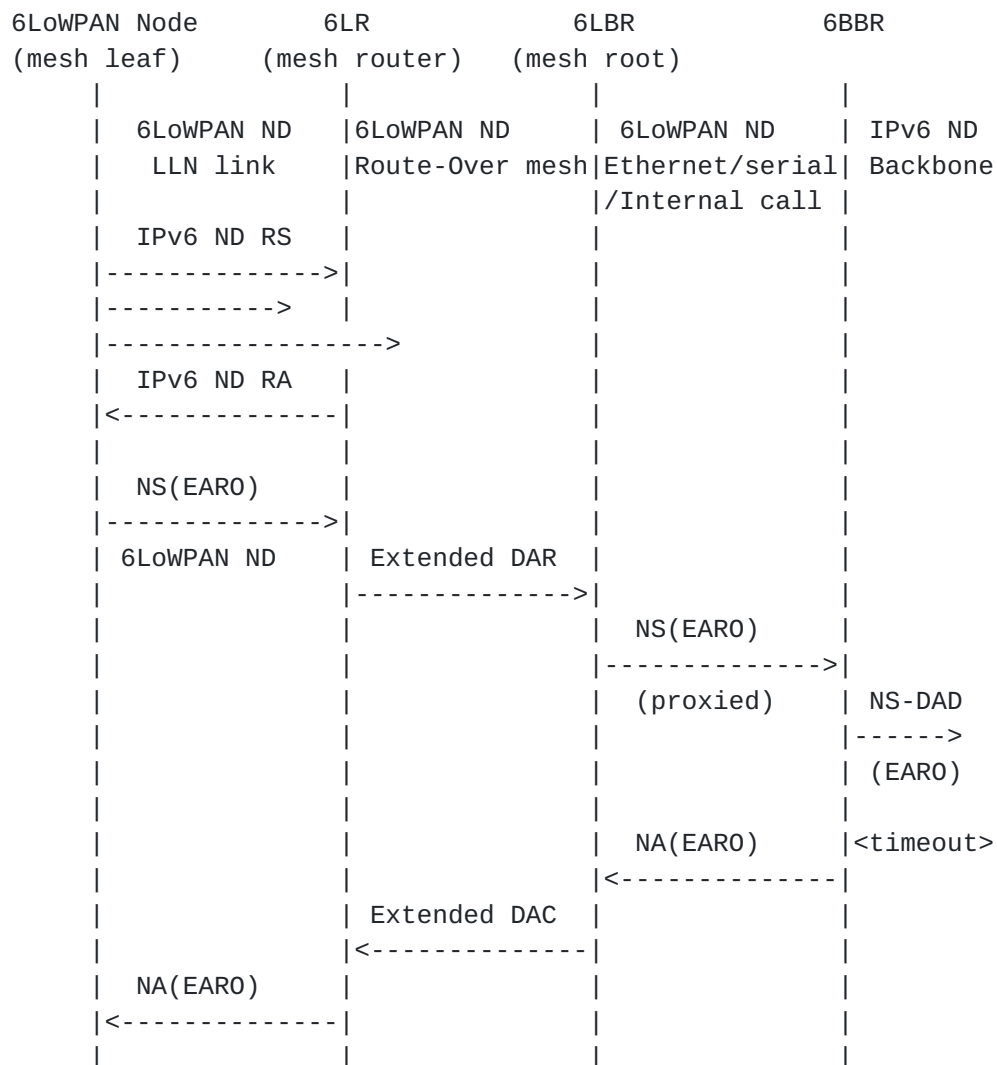 6LoWPAN Node        6LR             6LBR            6BBR
(mesh leaf)     (mesh router)   (mesh root)
     |               |               |               |
     |  6LoWPAN ND   |6LoWPAN ND     | 6LoWPAN ND    | IPv6 ND
     |   LLN link    |Route-Over mesh|Ethernet/serial| Backbone
     |               |               |/Internal call |
     |  IPv6 ND RS   |               |               |
     |-------------->|               |               |
     |----------->   |               |               |
     |------------------>            |               |
     |  IPv6 ND RA   |               |               |
     |<--------------|               |               |
     |               |               |               |
     |  NS(EARO)     |               |               |
     |-------------->|               |               |
     | 6LoWPAN ND    | Extended DAR  |               |
     |               |-------------->|               |
     |               |               |  NS(EARO)     |
     |               |               |-------------->|
     |               |               |  (proxied)    | NS-DAD
     |               |               |               |------>
     |               |               |               | (EARO)
     |               |               |               |
     |               |               |  NA(EARO)     |<timeout>
     |               |               |<--------------|
     |               | Extended DAC  |               |
     |               |<--------------|               |
     |  NA(EARO)     |               |               |
     |<--------------|               |               |
     |               |               |               |